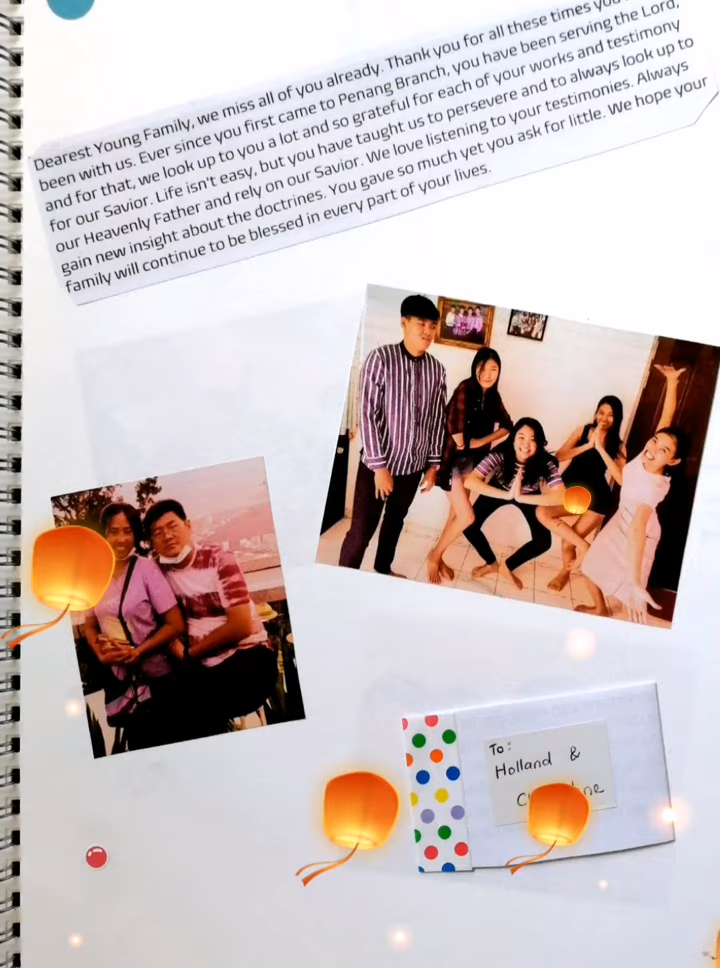 Dearest Young Family, we miss all of you already. Thank you for all these times you
been with us. Ever since you first came to Penang Branch, you have been serving the Lord,
and for that, we look up to you a lot and so grateful for each of your works and testimony
for our Savior. Life isn't easy, but you have taught us to persevere and to always look up to
our Heavenly Father and rely on our Savior. We love listening to your testimonies. Always
gain new insight about the doctrines. You gave so much yet you ask for little. We hope your
family will continue to be blessed in every part of your lives.
To:
Holland &